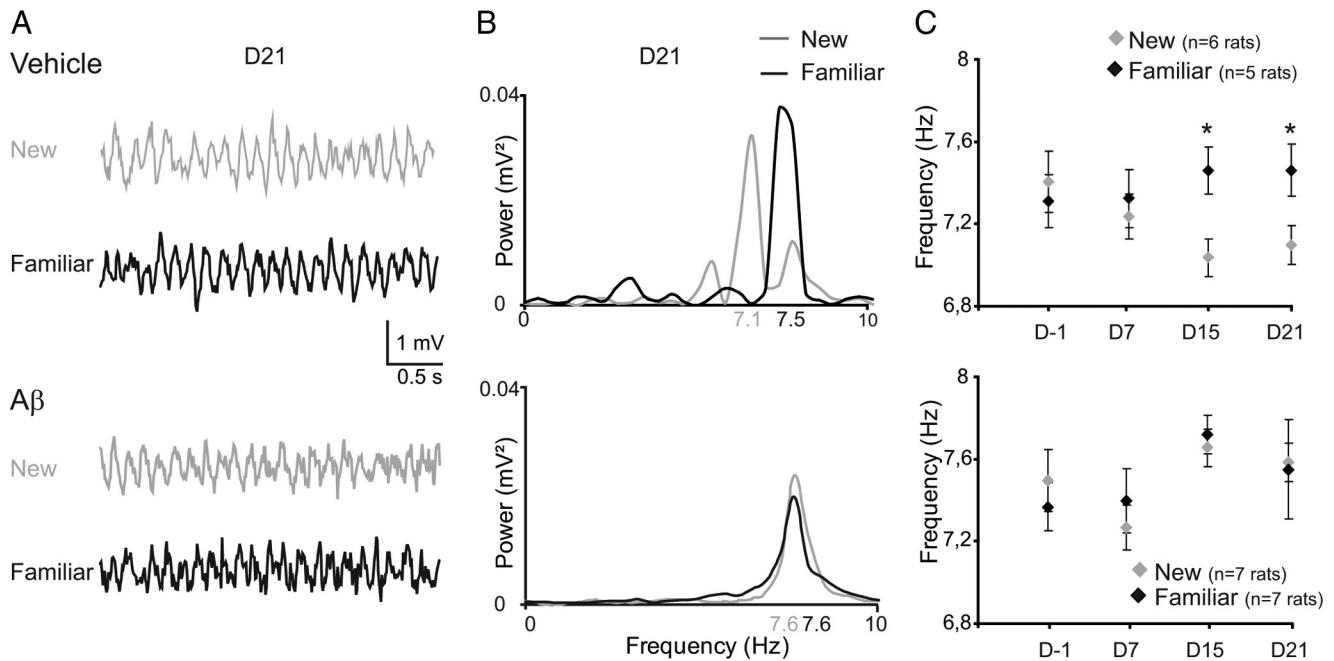 A
Vehicle
D21
New
Familiar
1 mV
0.5 s
Aβ
New
Familiar
B
D21
New
Familiar
0.04
Power (mV²)
0
0
7.1
7.5
10
0.04
Power (mV²)
0
0
7.6
7.6
10
Frequency (Hz)
C
New (n=6 rats)
Familiar (n=5 rats)
8
7.6
7.2
6.8
Frequency (Hz)
*
*
D-1
D7
D15
D21
8
7.6
7,2
6,8
Frequency (Hz)
New (n=7 rats)
Familiar (n=7 rats)
D-1
D7
D15
D21